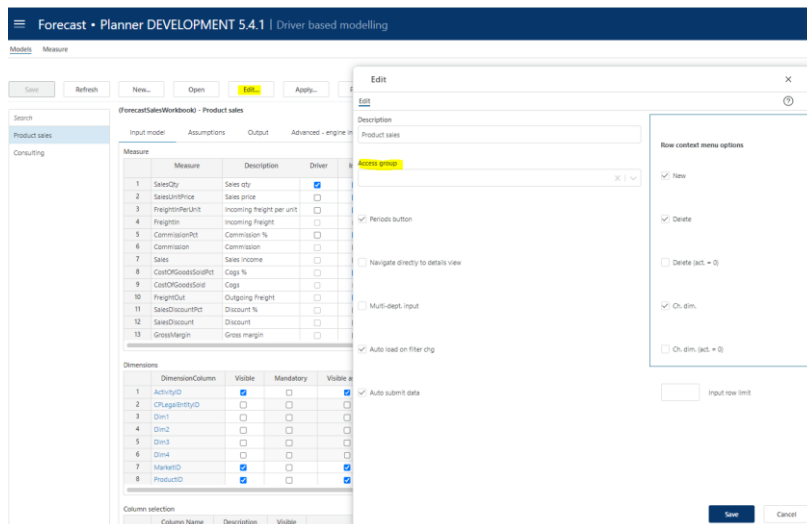 Forecast • Planner DEVELOPMENT 5.4.1 | Driver based modelling
Models Measure
Save Refresh New... Open Edit... Apply...
Search
Product sales
Consulting
(ForecastSalesWorkbook) - Product sales
Input model Assumptions Output Advanced - engine in
Measure
Measure Description Driver
1 SalesQty Sales qty
2 SalesUnitPrice Sales price
3 FreightInPerUnit Incoming freight per unit
4 FreightIn Incoming Freight
5 CommissionPct Commission %
6 Commission Commission
7 Sales Sales income
8 CostOfGoodsSoldPct Cogs %
9 CostOfGoodsSold Cogs
10 FreightOut Outgoing Freight
11 SalesDiscountPct Discount %
12 SalesDiscount Discount
13 GrossMargin Gross margin
Dimensions
DimensionColumn Visible Mandatory Visible a
1 ActivityID
2 CPLegalEntityID
3 Dim1
4 Dim2
5 Dim3
6 Dim4
7 MarketID
8 ProductID
Column selection
Column Name Description Visible
Edit
Edit
Description
Product sales
Access group
Periods button
Navigate directly to details view
Multi-dept. input
Auto load on filter chg
Auto submit data
Row context menu options
New
Delete
Delete (act. = 0)
Ch. dim.
Ch. dim. (act. = 0)
Input row limit
Save Cancel